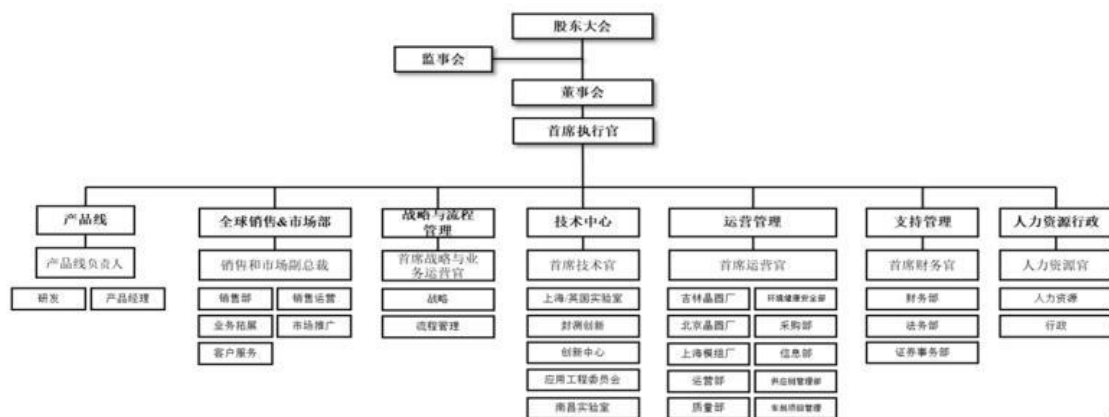 股东大会
监事会
董事会
首席执行官
产品线
全球销售&市场部
战略与流程
管理
技术中心
运营管理
支持管理
人力资源行政
产品线负责人
销售和市场副总裁
首席战略与业
务运营官
首席技术官
首席运营官
首席财务官
人力资源官
研发
产品经理
销售部
销售运营
战略
上海/英国实验室
吉林晶圆厂
环境健康安全部
财务部
人力资源
业务拓展
市场推广
流程管理
封测创新
北京晶圆厂
采购部
法务部
行政
客户服务
创新中心
上海模组厂
信息部
证券事务部
应用工程委员会
运营部
供应链管理部
南昌实验室
质量部
车规项目管理